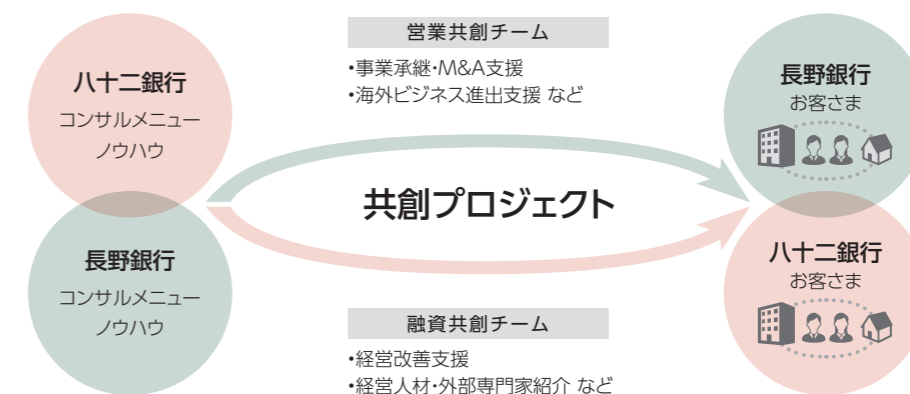 営業共創チーム
•事業承継・M&A支援
•海外ビジネス進出支援 など
八十二銀行
コンサルメニュー
ノウハウ
長野銀行
コンサルメニュー
ノウハウ
共創プロジェクト
長野銀行
お客さま
八十二銀行
お客さま
融資共創チーム
•経営改善支援
•経営人材・外部専門家紹介 など